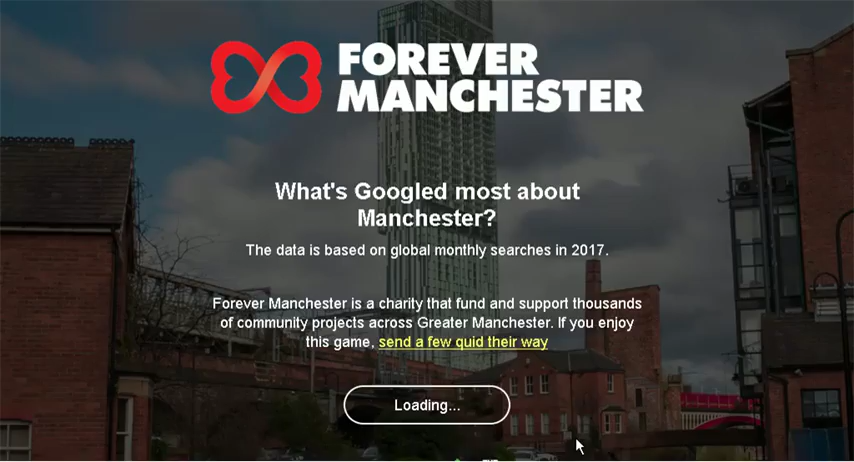 FOREVER
MANCHESTER
What's Googled most about
Manchester?
The data is based on global monthly searches in 2017.
Forever Manchester is a charity that fund and support thousands
of community projects across Greater Manchester. If you enjoy
this game, send a few quid their way
Loading...